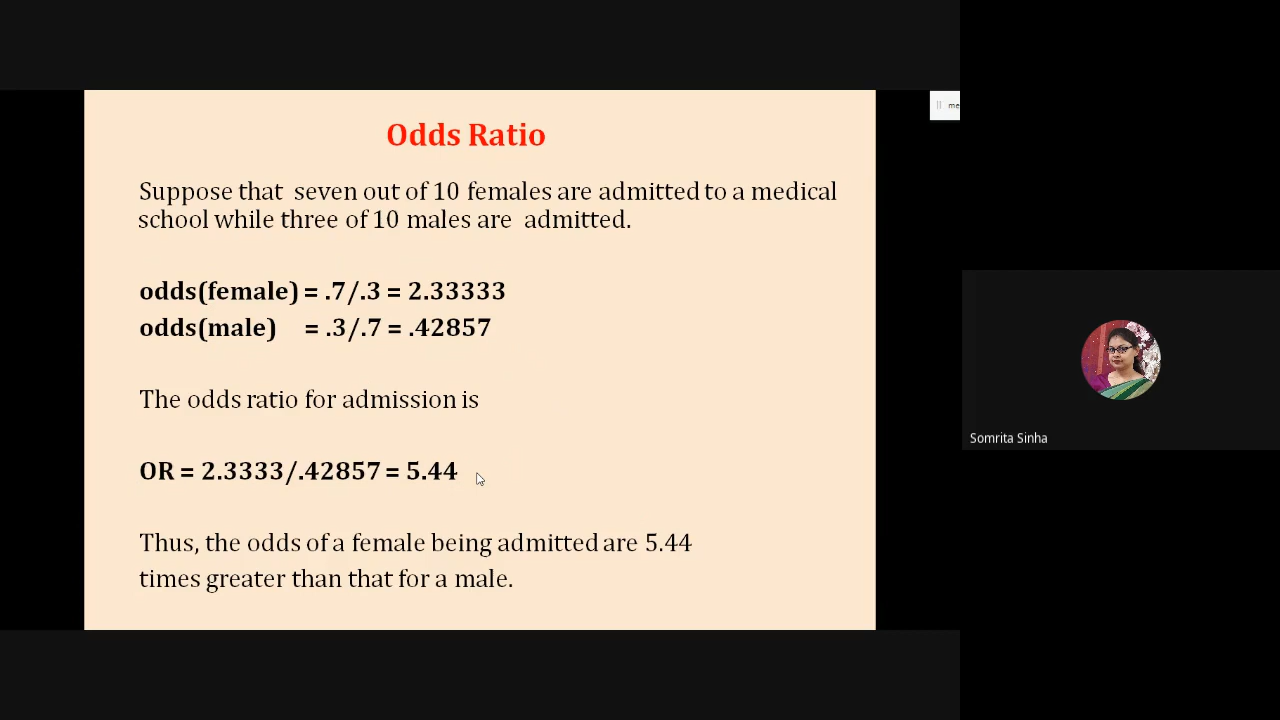 Odds Ratio
me
Suppose that seven out of 10 females are admitted to a medical
school while three of 10 males are admitted.
odds(female) = .7/.3 = 2.33333
odds(male) = .3/.7 = .42857
The odds ratio for admission is
OR = 2.3333/.42857 = 5.44
Thus, the odds of a female being admitted are 5.44
times greater than that for a male.
Somrita Sinha